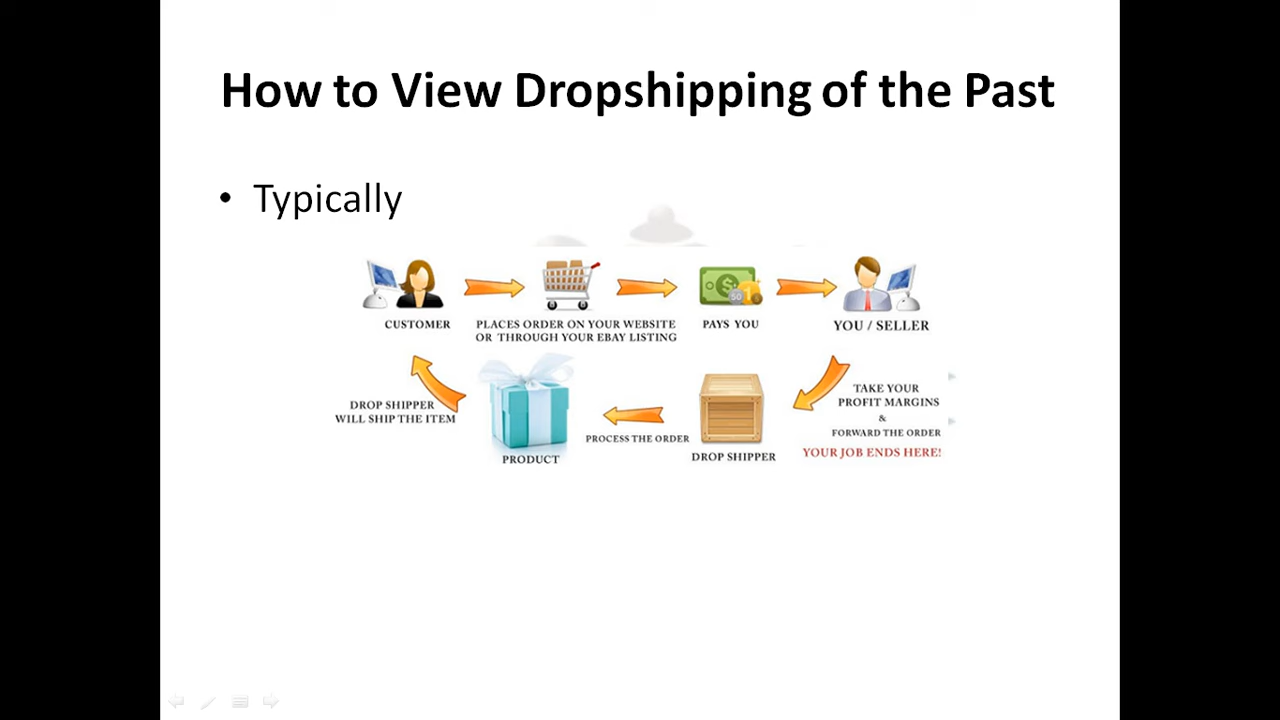 How to View Dropshipping of the Past
• Typically
CUSTOMER
PLACES ORDER ON YOUR WEBSITE
OR THROUGH YOUR EBAY LISTING
PAYS YOU
YOU / SELLER
TAKE YOUR
PROFIT MARGINS
&
FORWARD THE ORDER
YOUR JOB ENDS HERE!
DROP SHIPPER
PROCESS THE ORDER
PRODUCT
DROP SHIPPER
WILL SHIP THE ITEM